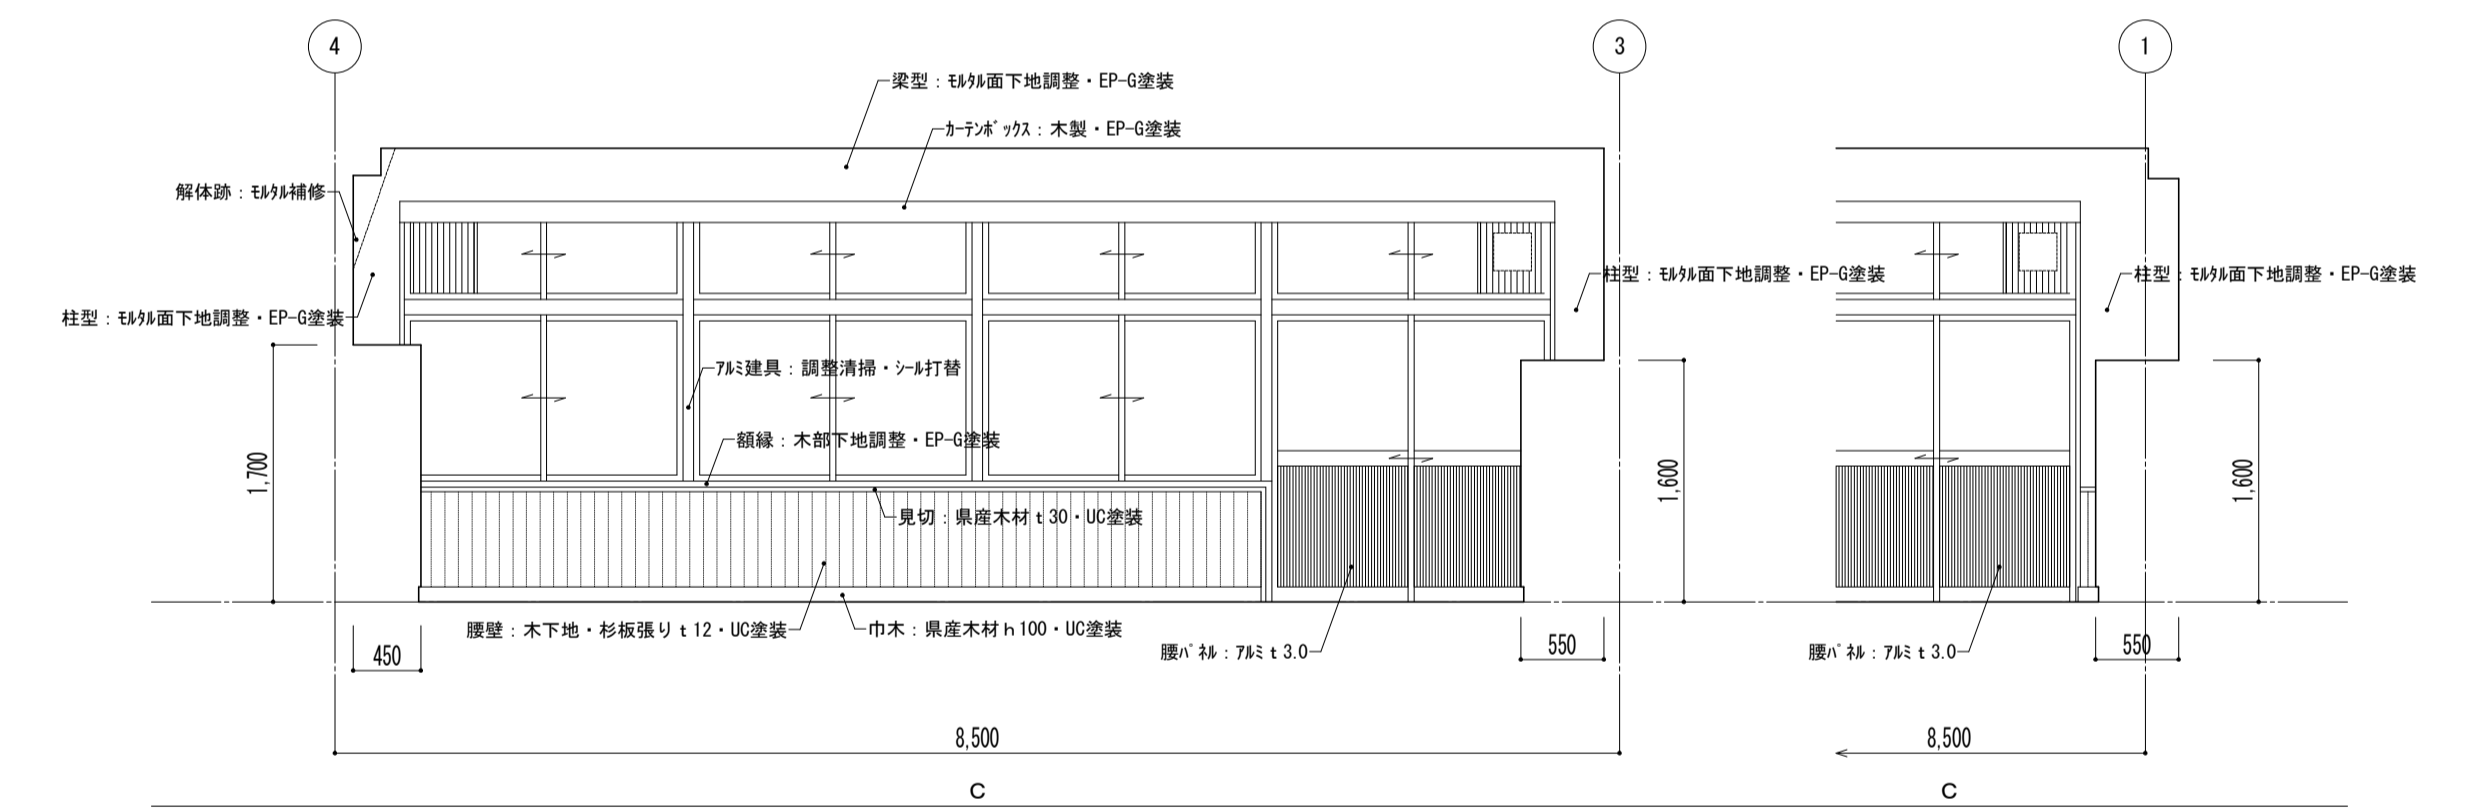 4
3
1
梁型：ﾓﾙﾀﾙ面下地調整・EP-G塗装
ｶｰﾃﾝﾎﾞｯｸｽ：木製・EP-G塗装
解体跡：ﾓﾙﾀﾙ補修
柱型：ﾓﾙﾀﾙ面下地調整・EP-G塗装
柱型：ﾓﾙﾀﾙ面下地調整・EP-G塗装
柱型：ﾓﾙﾀﾙ面下地調整・EP-G塗装
ｱﾙﾐ建具：調整清掃・ｼｰﾙ打替
額縁：木部下地調整・EP-G塗装
1,700
1,600
1,600
見切：県産木材ｔ30・UC塗装
腰壁：木下地・杉板張りｔ12・UC塗装
巾木：県産木材ｈ100・UC塗装
腰ﾊﾟﾈﾙ：ｱﾙﾐｔ3.0
腰ﾊﾟﾈﾙ：ｱﾙﾐｔ3.0
450
550
550
8,500
8,500
C
C